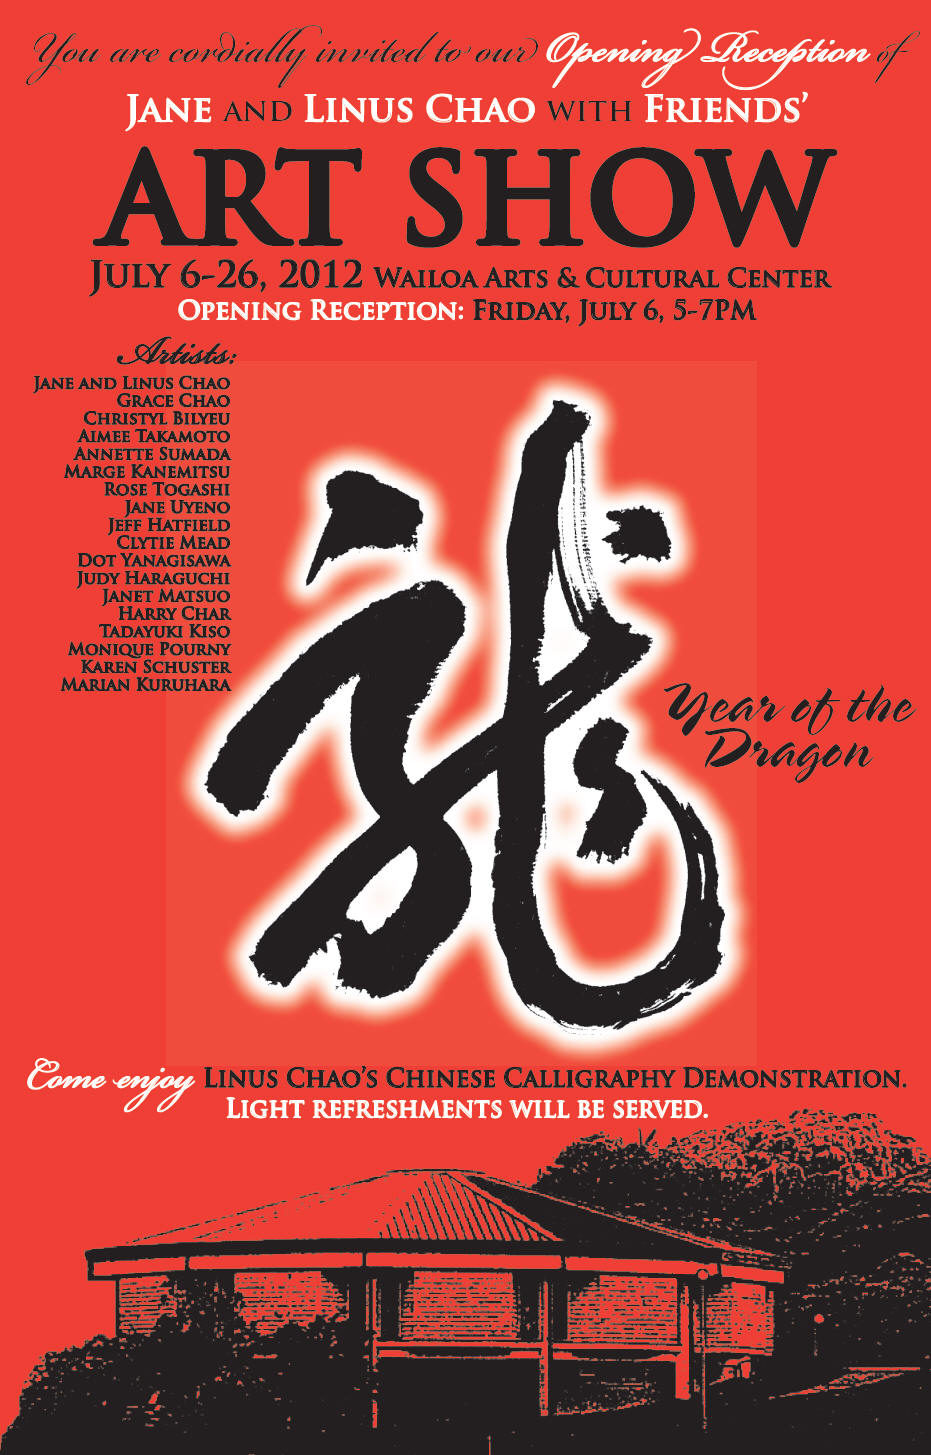 You are cordially invited to our Opening Reception of
JANE AND LINUS CHAO WITH FRIENDS'
ART SHOW
JULY 6-26, 2012 WAILOA ARTS & CULTURAL CENTER
OPENING RECEPTION: FRIDAY, JULY 6, 5-7PM
Artists:
JANE AND LINUS CHAO
GRACE CHAO
CHRISTYL BILYEU
AIMEE TAKAMOTO
ANNETTE SUMADA
MARGE KANEMITSU
ROSE TOGASHI
JANE UYENO
JEFF HATFIELD
CLYTIE MEAD
DOT YANAGISAWA
JUDY HARAGUCHI
JANET MATSUO
HARRY CHAR
TADAYUKI KISO
MONIQUE POURNY
KAREN SCHUSTER
MARIAN KURUHARA
龍
Year of the
Dragon
Come enjoy LINUS CHAO'S CHINESE CALLIGRAPHY DEMONSTRATION.
LIGHT REFRESHMENTS WILL BE SERVED.